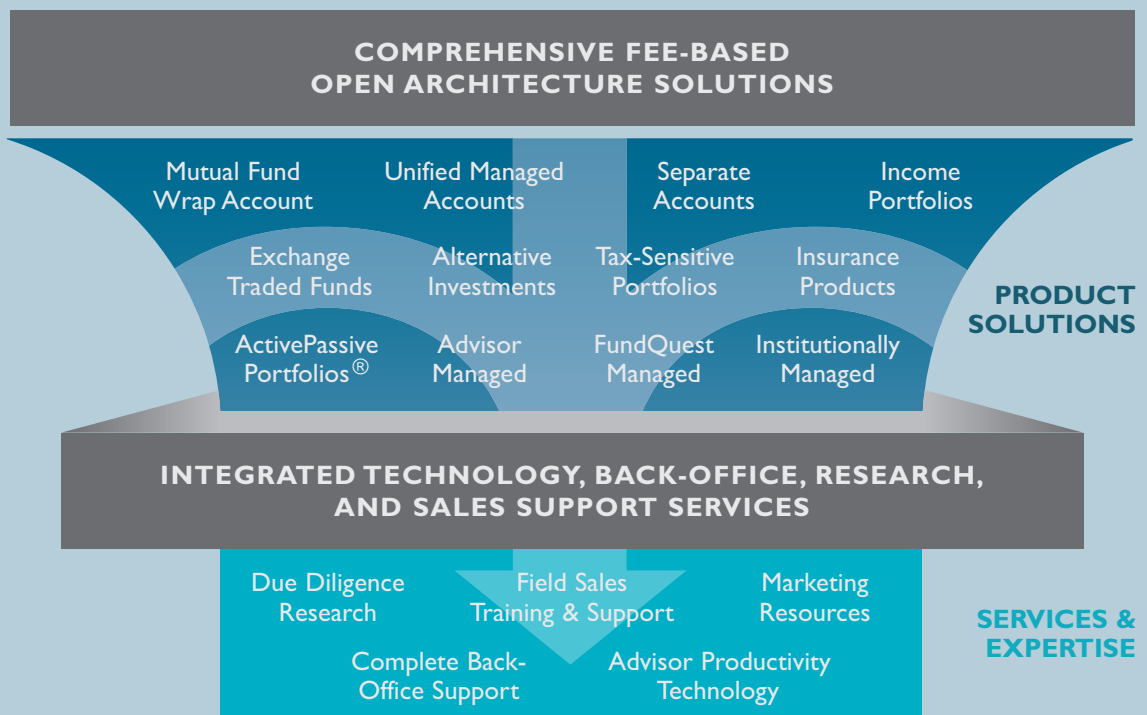 COMPREHENSIVE FEE-BASED
OPEN ARCHITECTURE SOLUTIONS
Mutual Fund
Wrap Account
Unified Managed
Accounts
Separate
Accounts
Income
Portfolios
Exchange
Traded Funds
Alternative
Investments
Tax-Sensitive
Portfolios
Insurance
Products
PRODUCT
SOLUTIONS
ActivePassive
Portfolios®
Advisor
Managed
FundQuest
Managed
Institutionally
Managed
INTEGRATED TECHNOLOGY, BACK-OFFICE, RESEARCH,
AND SALES SUPPORT SERVICES
Due Diligence
Research
Field Sales
Training & Support
Marketing
Resources
SERVICES &
EXPERTISE
Complete Back-
Office Support
Advisor Productivity
Technology